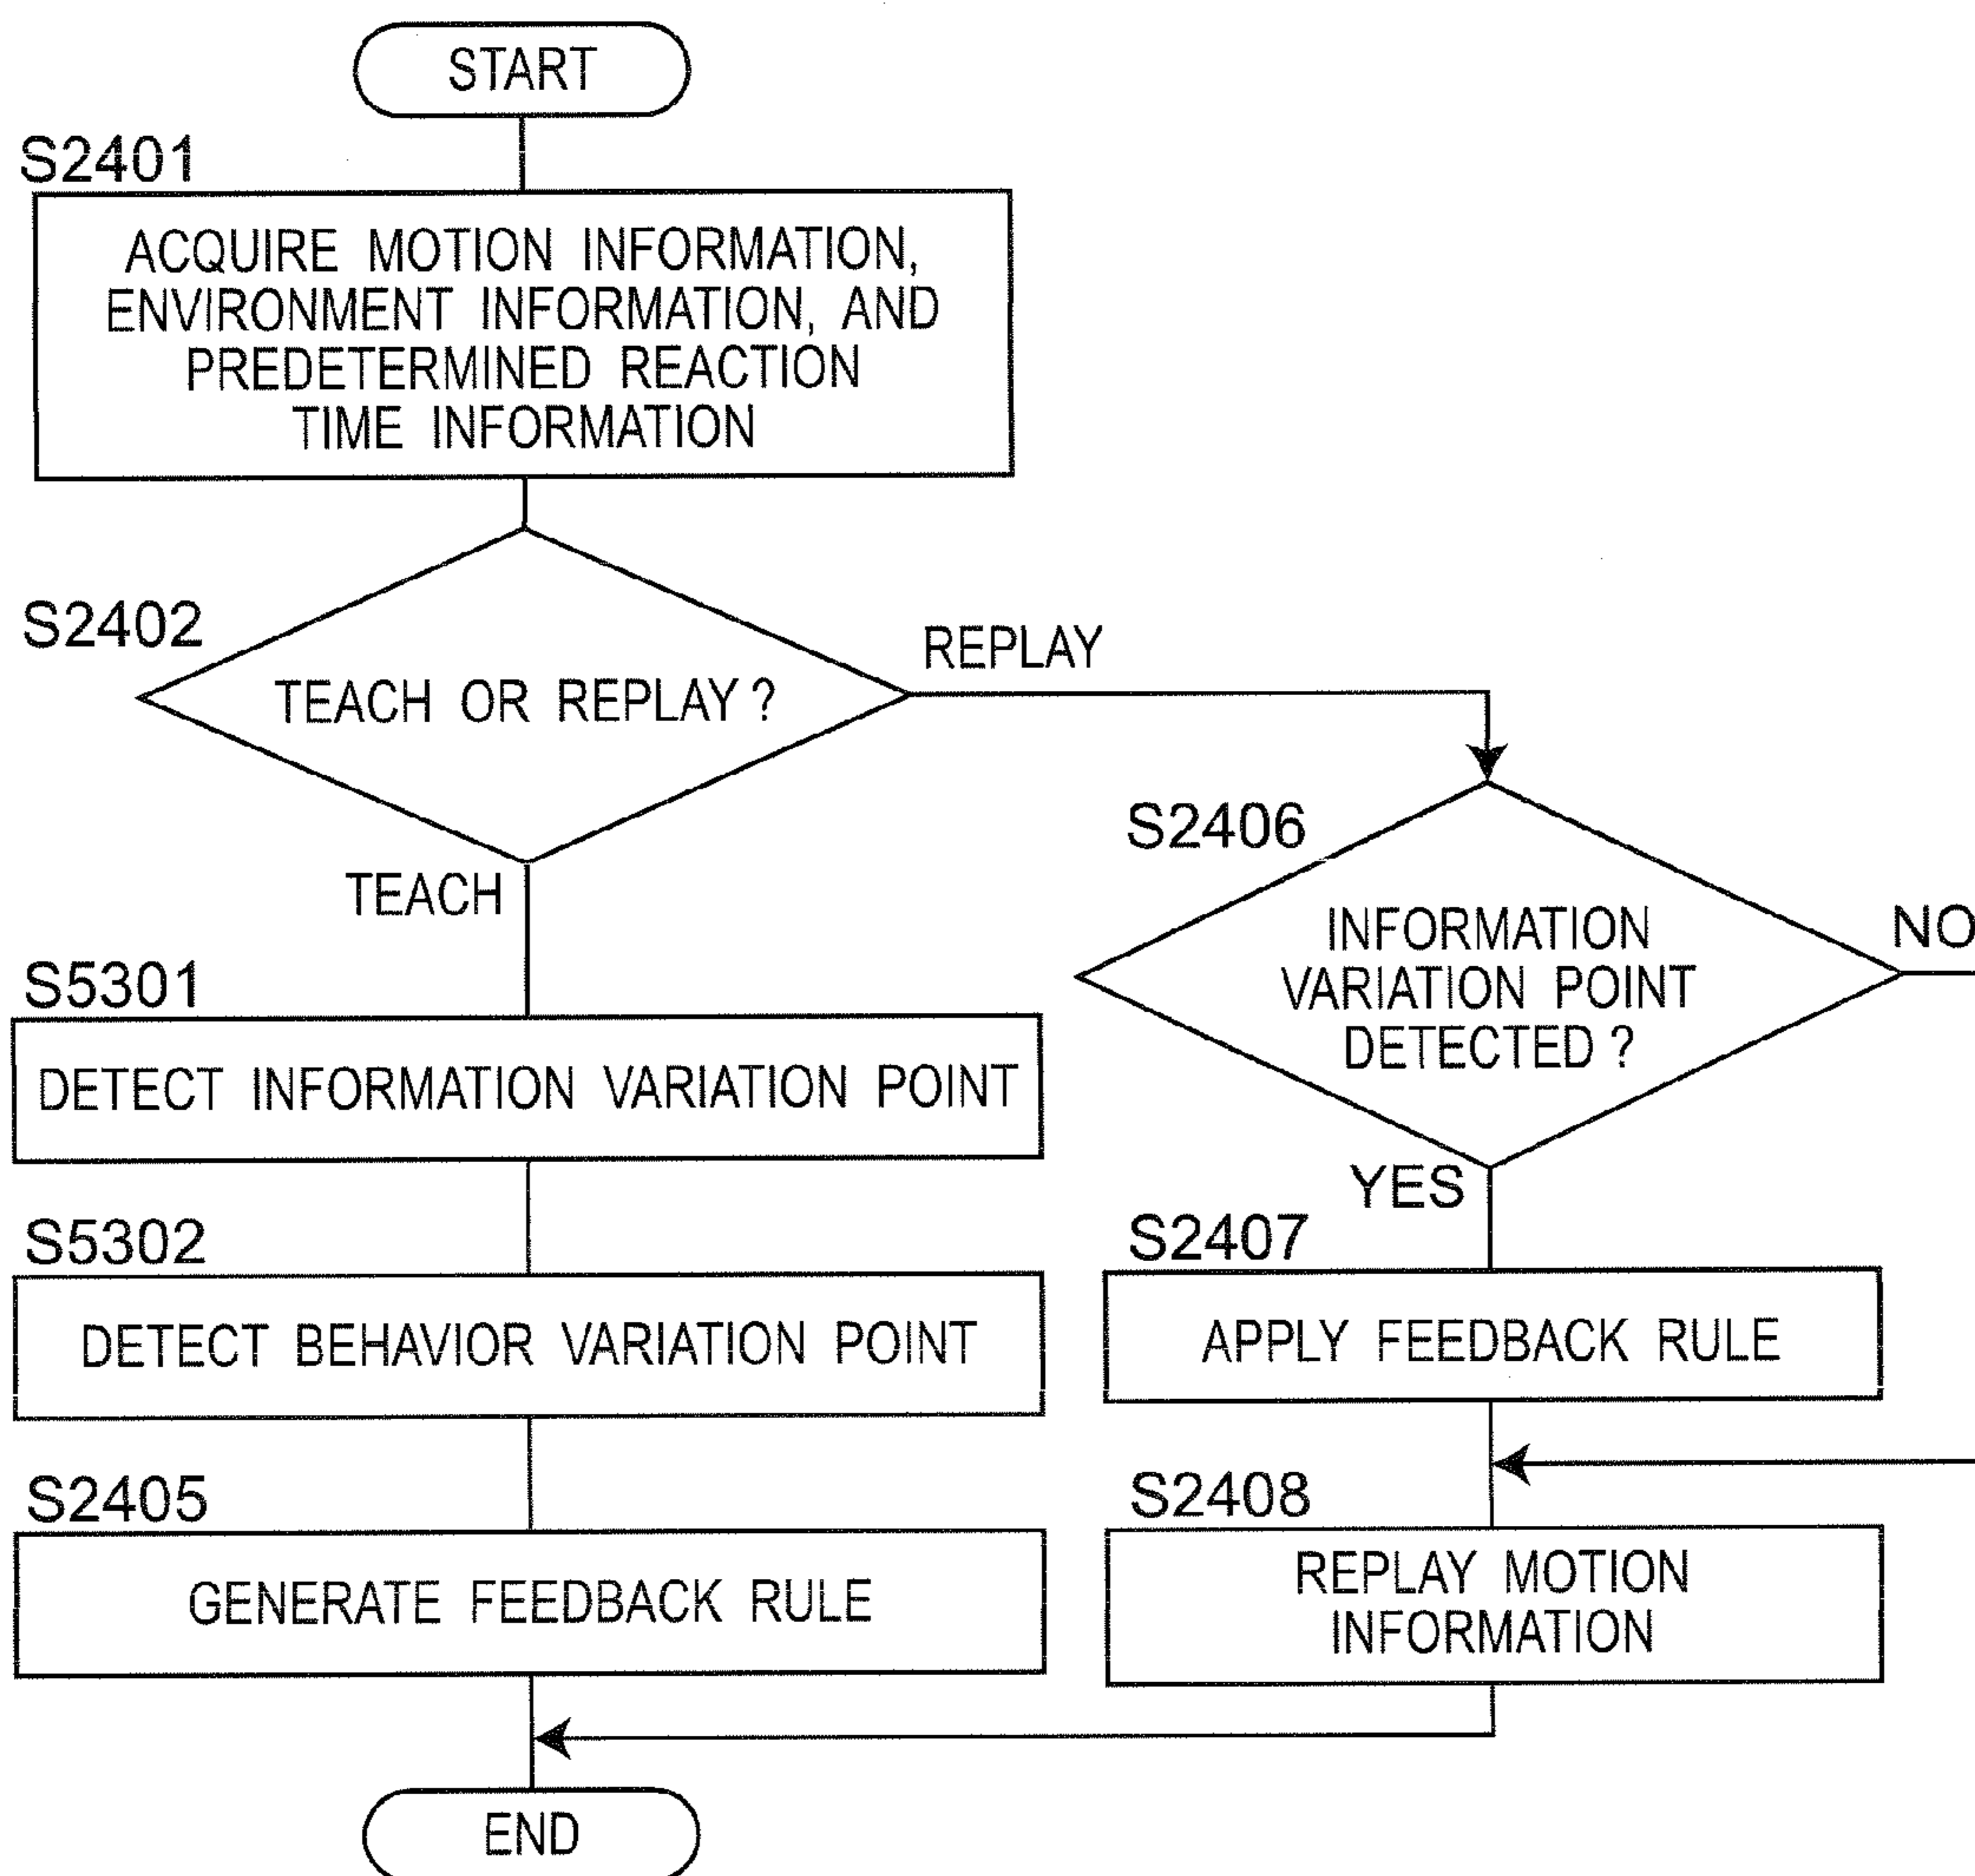 START
S2401
ACQUIRE MOTION INFORMATION,
ENVIRONMENT INFORMATION, AND
PREDETERMINED REACTION
TIME INFORMATION
S2402
TEACH OR REPLAY ?
REPLAY
TEACH
S5301
DETECT INFORMATION VARIATION POINT
S5302
DETECT BEHAVIOR VARIATION POINT
S2405
GENERATE FEEDBACK RULE
S2406
INFORMATION
VARIATION POINT
DETECTED ?
NO
YES
S2407
APPLY FEEDBACK RULE
S2408
REPLAY MOTION
INFORMATION
END